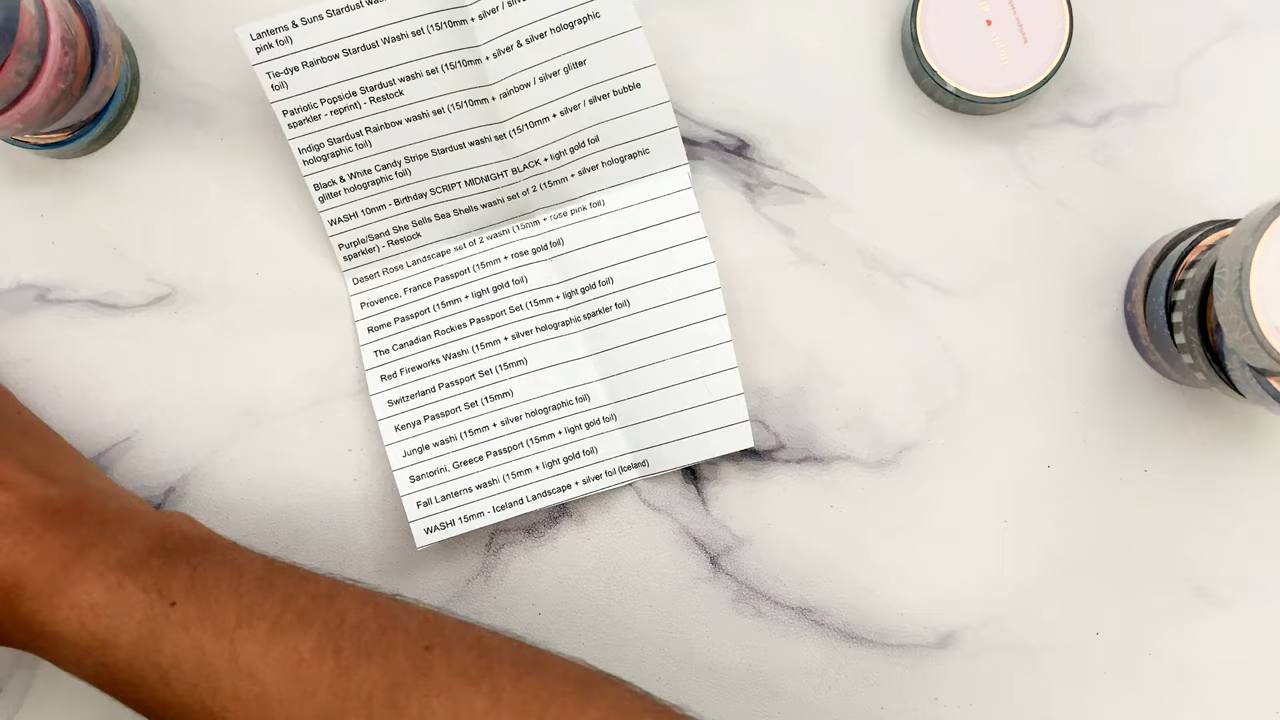 Lanterns & Suns Stardust
pink foil)
Tie-dye Rainbow Stardust Washi set (15/10mm + silver /
foil)
Patriotic Popsicle Stardust washi set (15/10mm + silver & silver holographic
sparkler - reprint) - Restock
Indigo Stardust Rainbow washi set (15/10mm + rainbow / silver glitter
holographic foil)
Black & White Candy Stripe Stardust washi set (15/10mm + silver / silver bubble
glitter holographic foil)
WASHI 10mm - Birthday SCRIPT MIDNIGHT BLACK + light gold foil
Purple/Sand She Sells Sea Shells washi set of 2 (15mm + silver holographic
sparkler) - Restock
Desert Rose Landscape set of 2 washi (15mm + rose pink foil)
Provence, France Passport (15mm + rose gold foil)
Rome Passport (15mm + light gold foil)
The Canadian Rockies Passport Set (15mm + light gold foil)
Red Fireworks Washi (15mm + silver holographic sparkler foil)
Switzerland Passport Set (15mm)
Kenya Passport Set (15mm)
Jungle washi (15mm + silver holographic foil)
Santorini, Greece Passport (15mm + light gold foil)
Fall Lanterns washi (15mm + light gold foil)
WASHI 15mm - Iceland Landscape + silver foil (Iceland)